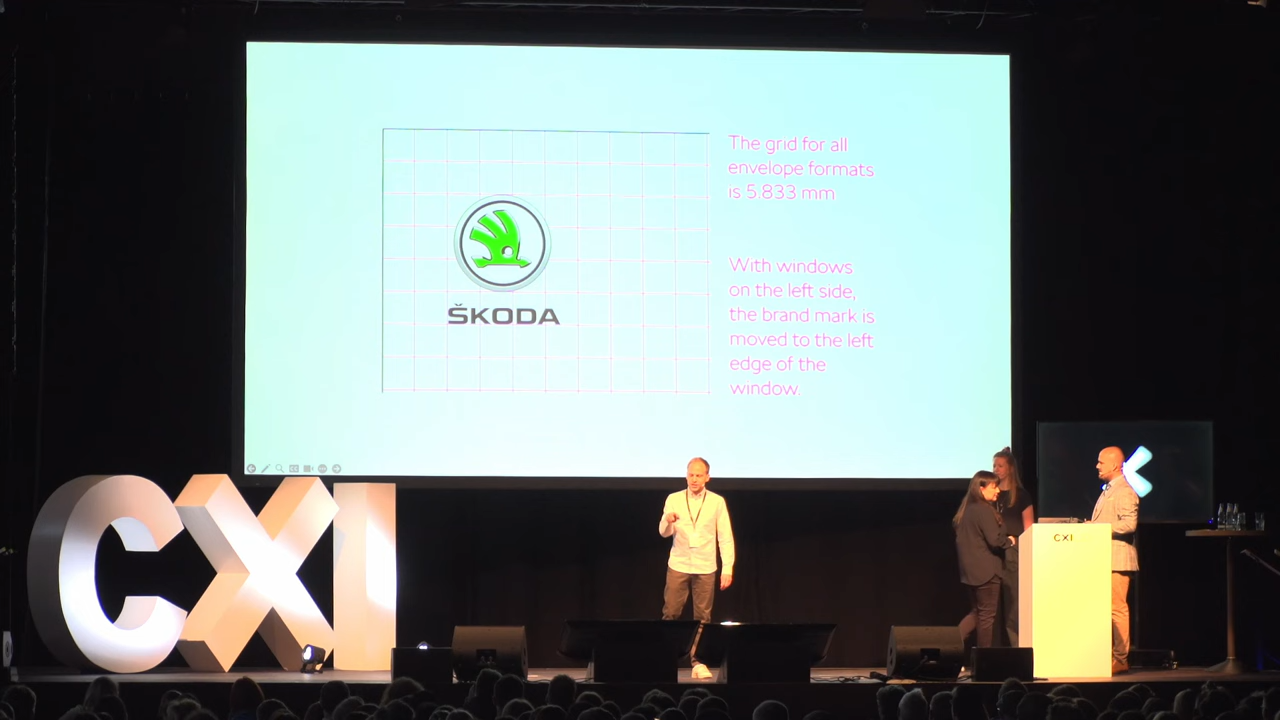 The grid for all
envelope formats
is 5.833 mm
With windows
on the left side,
the brand mark is
moved to the left
edge of the
window.
ŠKODA
CXI
CXI